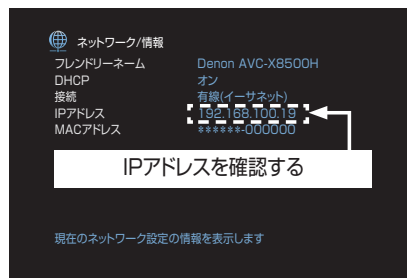 ネットワーク/情報
フレンドリーネーム Denon AVC-X8500H
DHCP オン
接続 有線(イーサネット)
IPアドレス 192.168.100.19
MACアドレス ******-000000
IPアドレスを確認する
現在のネットワーク設定の情報を表示します